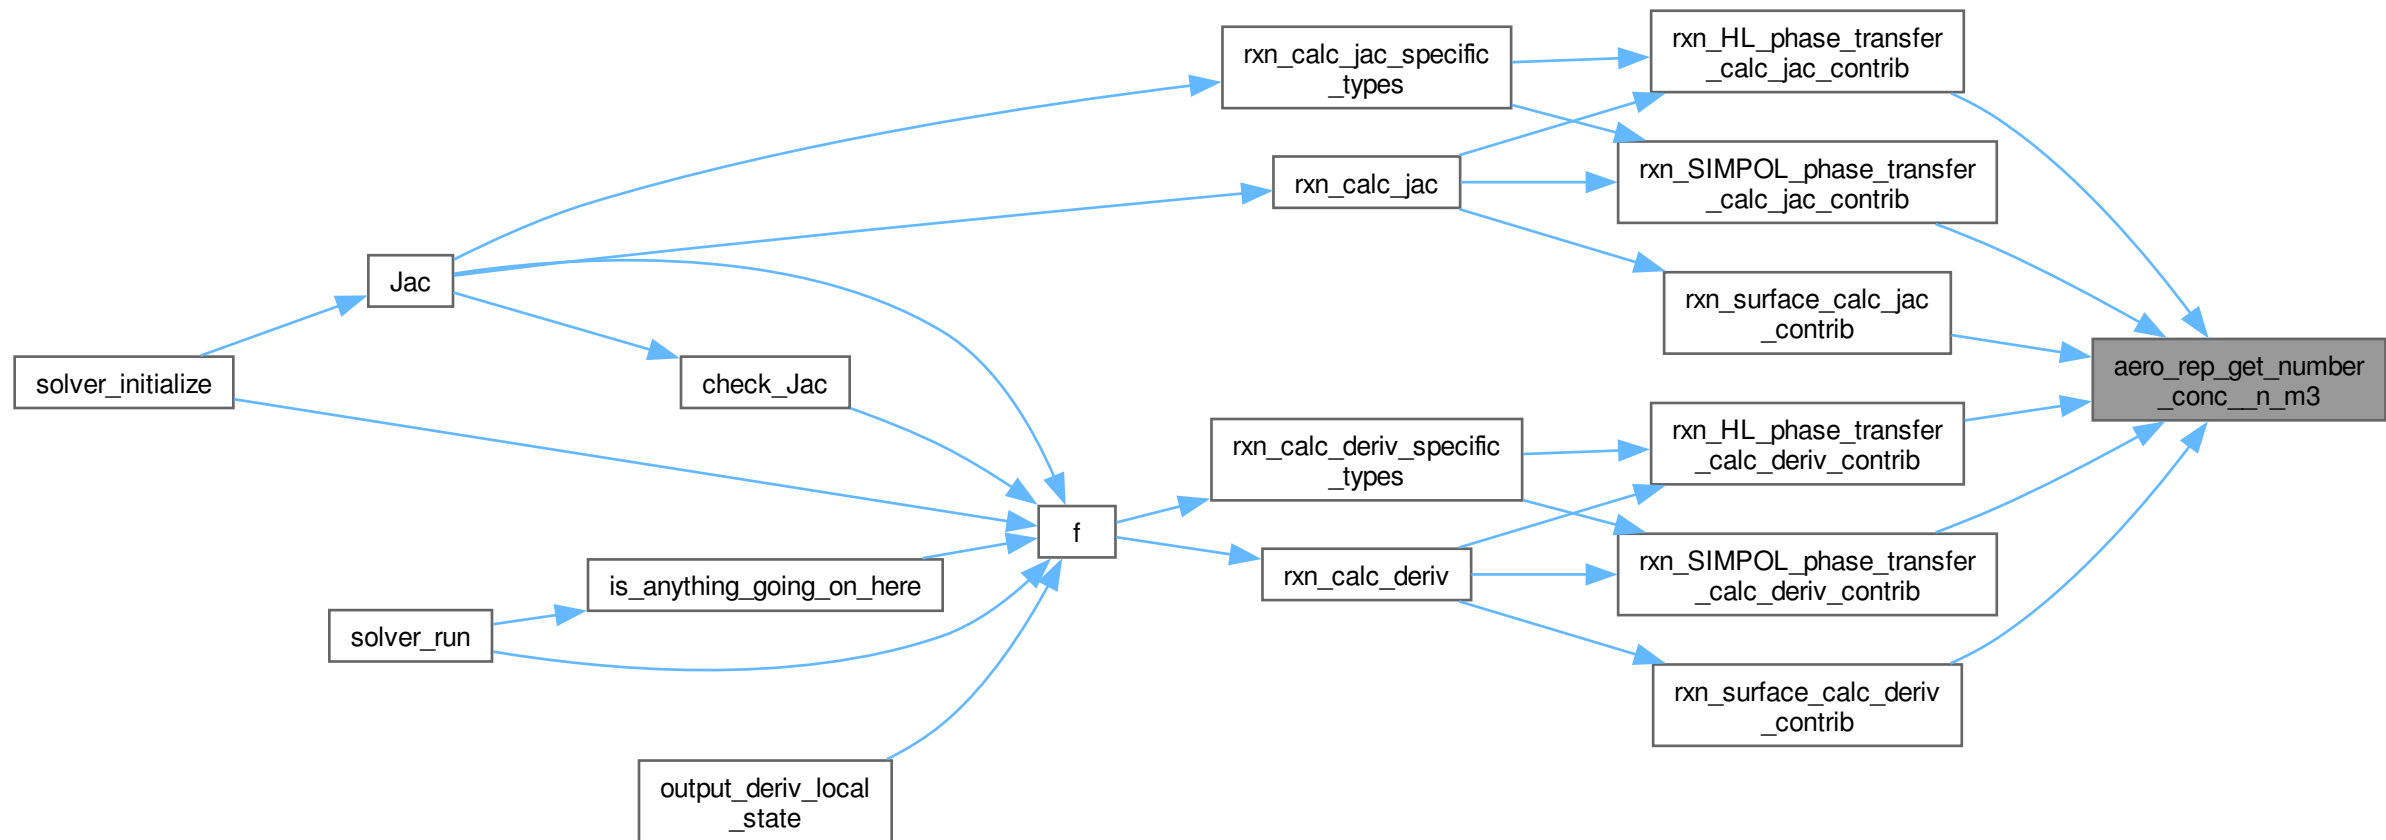 rxn_HL_phase_transfer
_calc_jac_contrib
rxn_calc_jac_specific
_types
rxn_SIMPOL_phase_transfer
_calc_jac_contrib
rxn_calc_jac
Jac
rxn_surface_calc_jac
_contrib
solver_initialize
check_Jac
aero_rep_get_number
_conc__n_m3
rxn_HL_phase_transfer
_calc_deriv_contrib
rxn_calc_deriv_specific
_types
f
rxn_SIMPOL_phase_transfer
_calc_deriv_contrib
rxn_calc_deriv
is_anything_going_on_here
solver_run
rxn_surface_calc_deriv
_contrib
output_deriv_local
_state